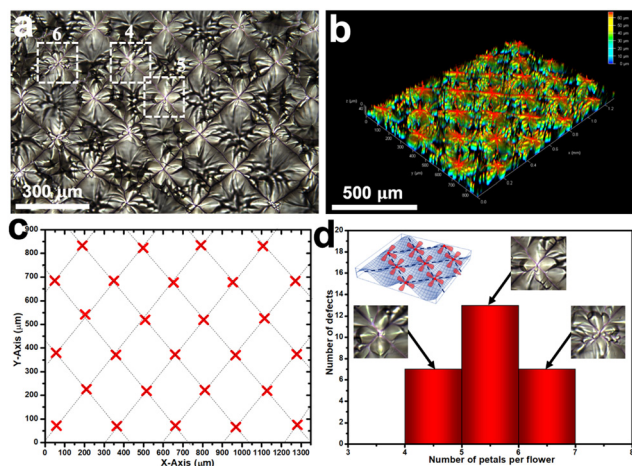 a
6
4
5
300 μm
b
500 μm
c
Y-Axis (μm)
900
800
700
600
500
400
300
200
100
0
0 100 200 300 400 500 600 700 800 900 1000 1100 1200 1300
X-Axis (μm)
d
Number of defects
20
18
16
14
12
10
8
6
4
2
0
3 4 5 6 7 8
Number of petals per flower